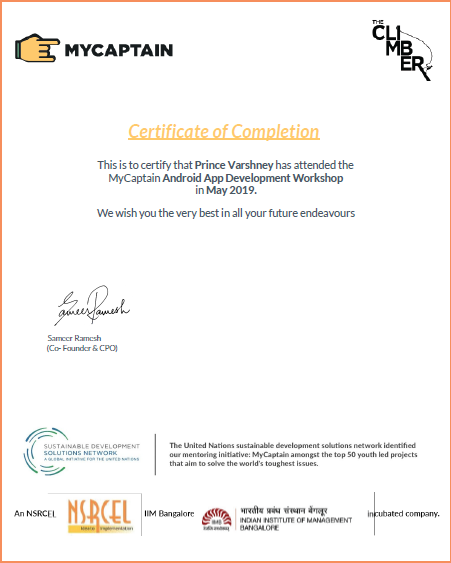 MYCAPTAIN
THE
CLI
MB
ER
Certificate of Completion
This is to certify that Prince Varshney has attended the
MyCaptain Android App Development Workshop
in May 2019.
We wish you the very best in all your future endeavours
Sameer Ramesh
Sameer Ramesh
(Co- Founder & CPO)
SUSTAINABLE DEVELOPMENT
SOLUTIONS NETWORK
A GLOBAL INITIATIVE FOR THE UNITED NATIONS
The United Nations sustainable development solutions network identified
our mentoring initiative: MyCaptain amongst the top 50 youth led projects
that aim to solve the world's toughest issues.
An NSRCEL
NSRCEL
Implementation
IIM Bangalore
भारतीय प्रबंध संस्थान बेंगलूर
INDIAN INSTITUTE OF MANAGEMENT
BANGALORE
incubated company.